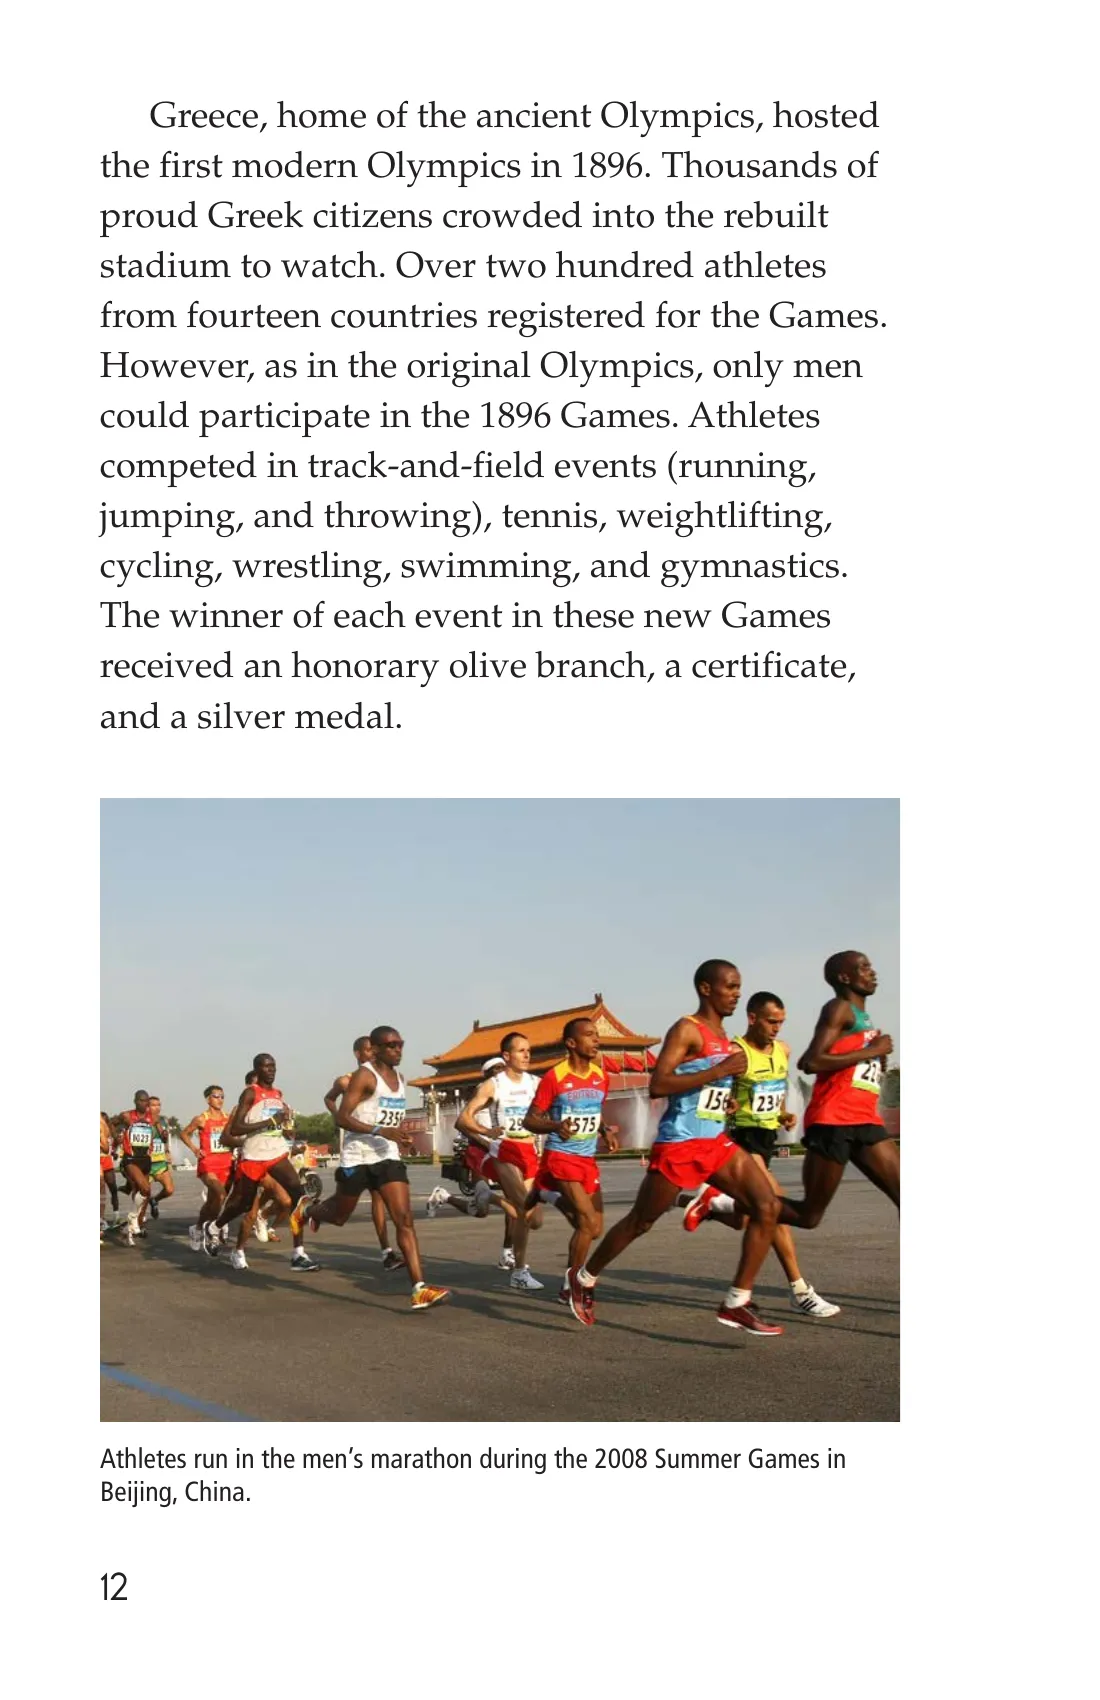 Greece, home of the ancient Olympics, hosted
the first modern Olympics in 1896. Thousands of
proud Greek citizens crowded into the rebuilt
stadium to watch. Over two hundred athletes
from fourteen countries registered for the Games.
However, as in the original Olympics, only men
could participate in the 1896 Games. Athletes
competed in track-and-field events (running,
jumping, and throwing), tennis, weightlifting,
cycling, wrestling, swimming, and gymnastics.
The winner of each event in these new Games
received an honorary olive branch, a certificate,
and a silver medal.
Athletes run in the men’s marathon during the 2008 Summer Games in
Beijing, China.
12